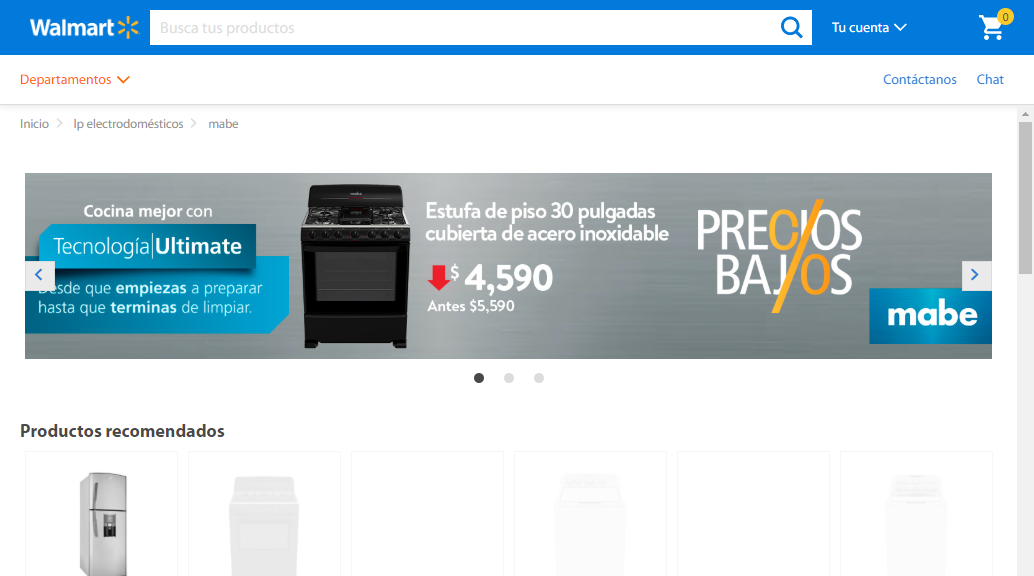 Walmart
Busca tus productos
Tu cuenta
0
Departamentos
Contáctanos
Chat
Inicio
lp electrodomésticos
mabe
Cocina mejor con
Tecnología|Ultimate
Desde que empiezas a preparar
hasta que terminas de limpiar.
Estufa de piso 30 pulgadas
cubierta de acero inoxidable
$4,590
Antes $5,590
PRECIOS
BAJOS
mabe
Productos recomendados